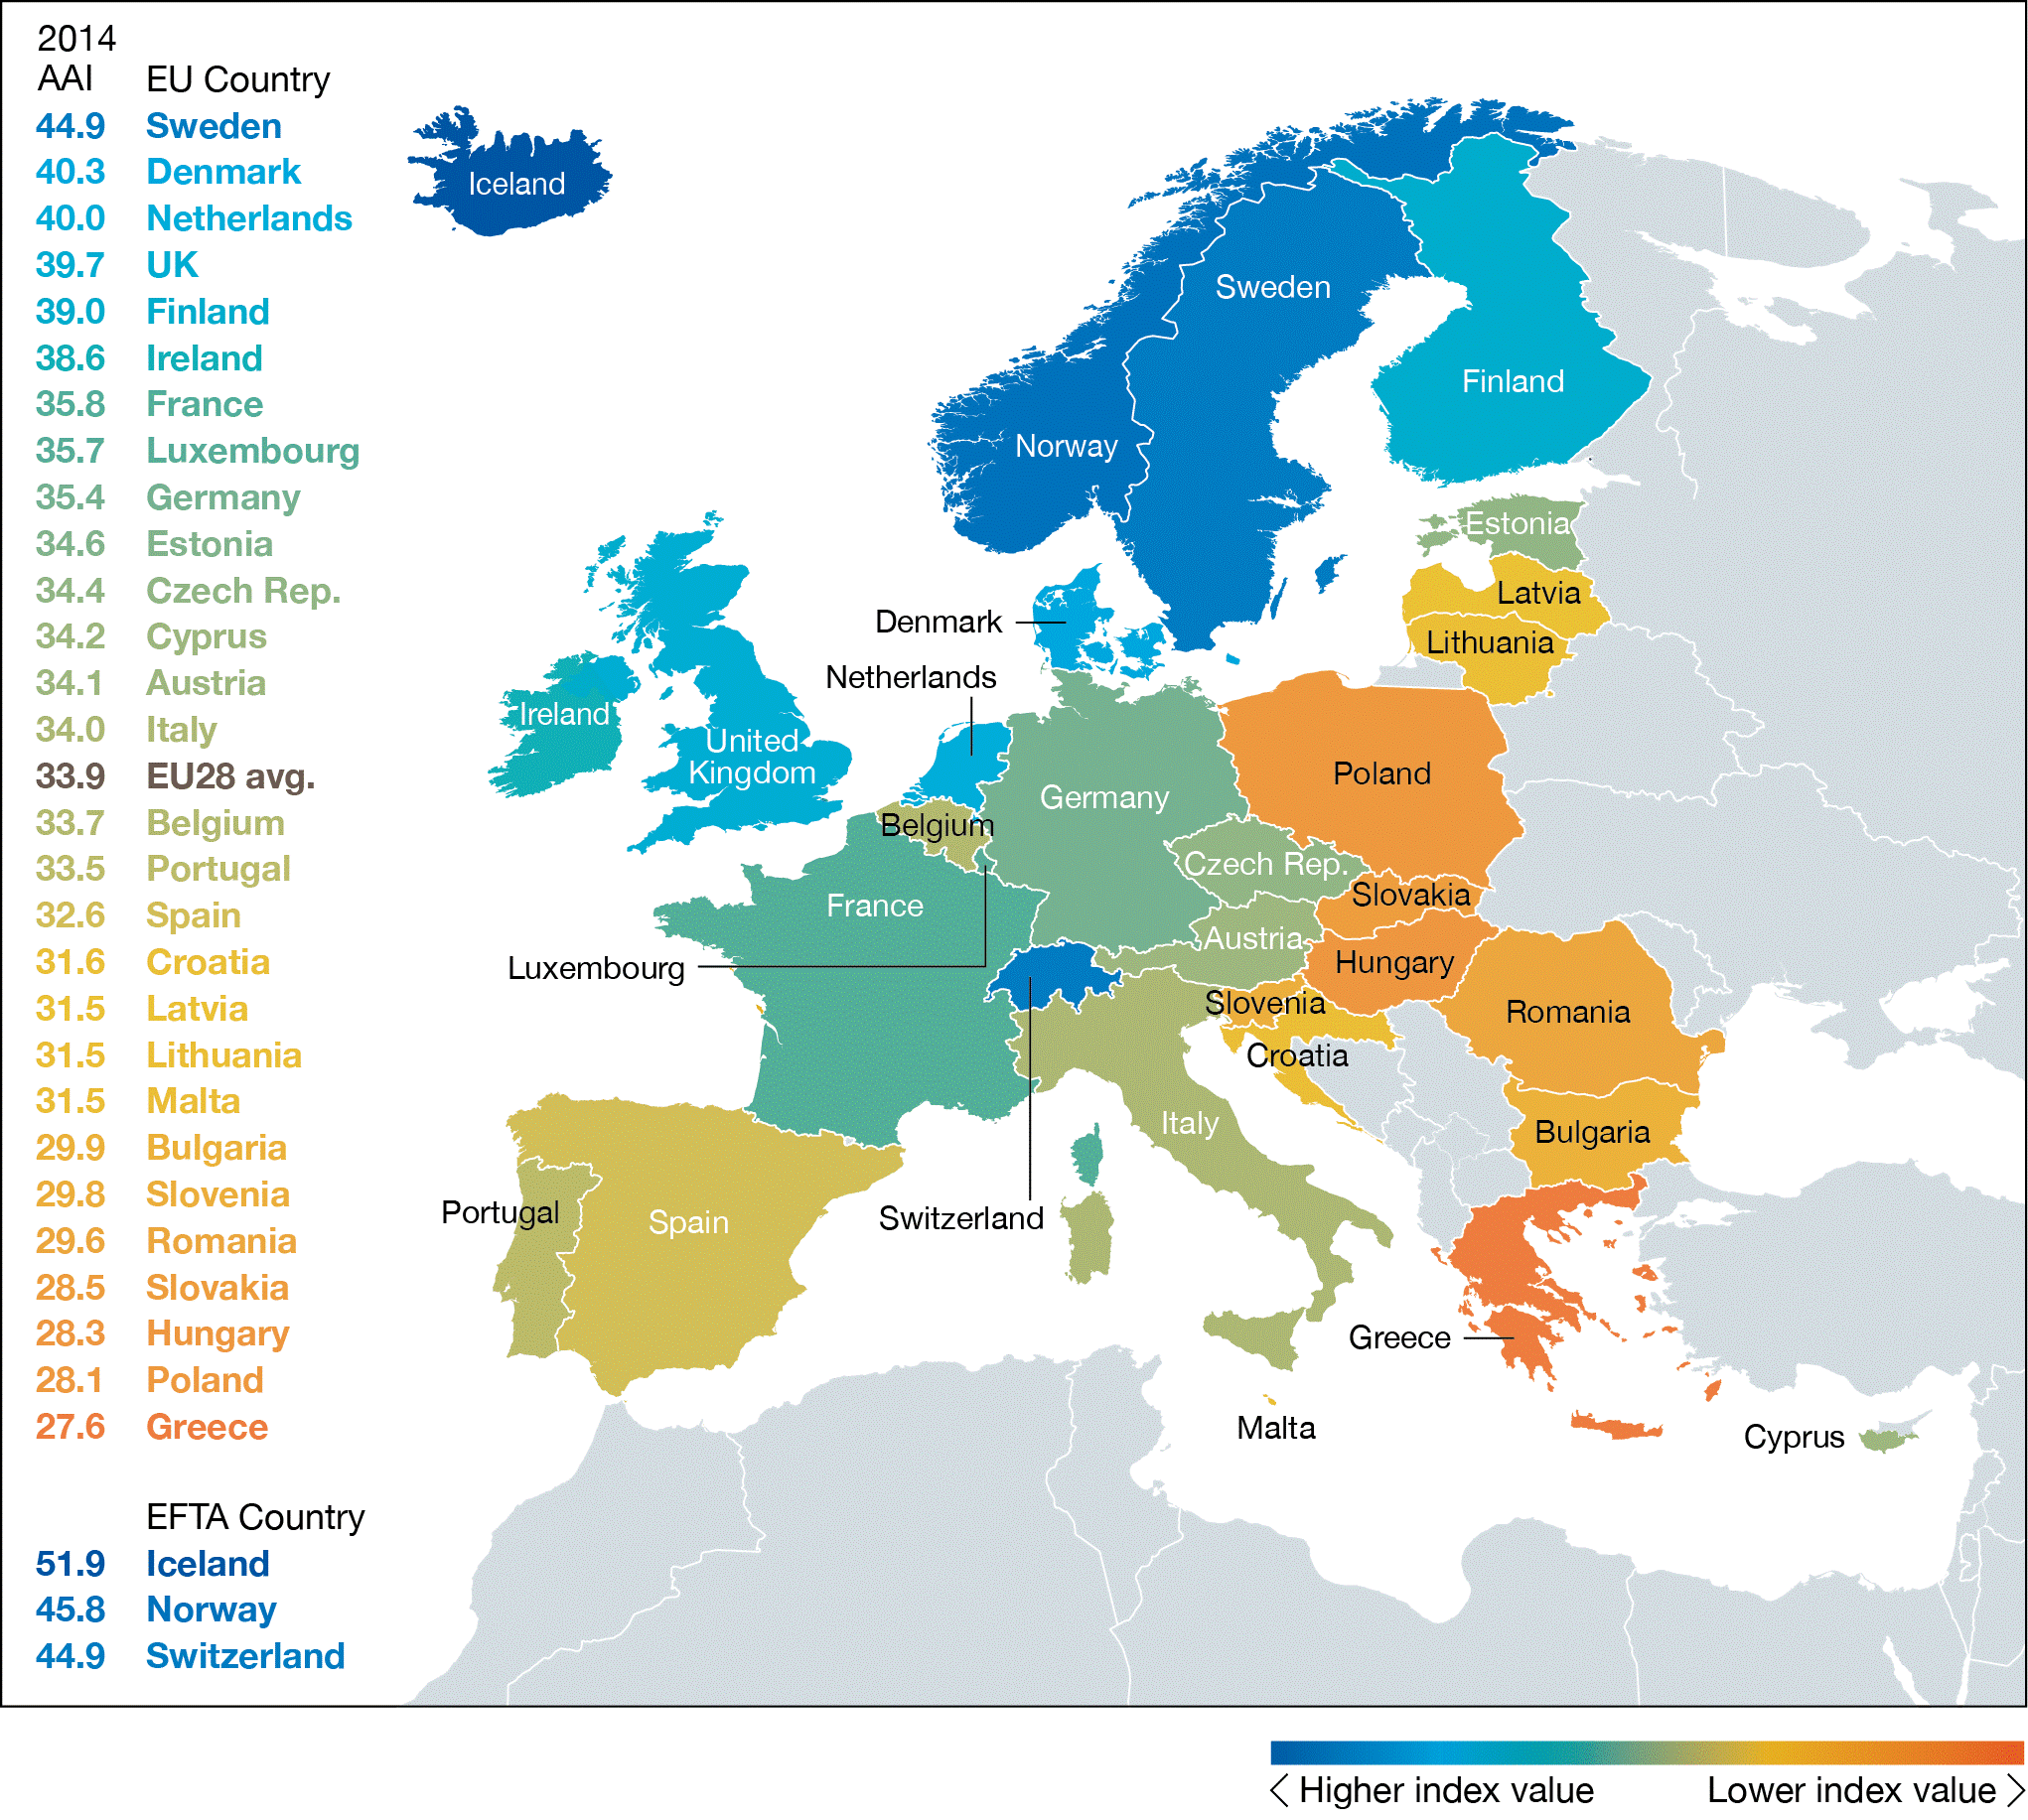 2014
AAI EU Country
44.9 Sweden
40.3 Denmark
40.0 Netherlands
39.7 UK
39.0 Finland
38.6 Ireland
35.8 France
35.7 Luxembourg
35.4 Germany
34.6 Estonia
34.4 Czech Rep.
34.2 Cyprus
34.1 Austria
34.0 Italy
33.9 EU28 avg.
33.7 Belgium
33.5 Portugal
32.6 Spain
31.6 Croatia
31.5 Latvia
31.5 Lithuania
31.5 Malta
29.9 Bulgaria
29.8 Slovenia
29.6 Romania
28.5 Slovakia
28.3 Hungary
28.1 Poland
27.6 Greece
EFTA Country
51.9 Iceland
45.8 Norway
44.9 Switzerland
Iceland
Sweden
Finland
Norway
Estonia
Latvia
Denmark
Lithuania
Netherlands
Ireland
United
Kingdom
Poland
Germany
Belgium
Czech Rep.
Slovakia
France
Austria
Hungary
Luxembourg
Slovenia
Romania
Croatia
Italy
Bulgaria
Portugal
Spain
Switzerland
Greece
Malta
Cyprus
< Higher index value
Lower index value >